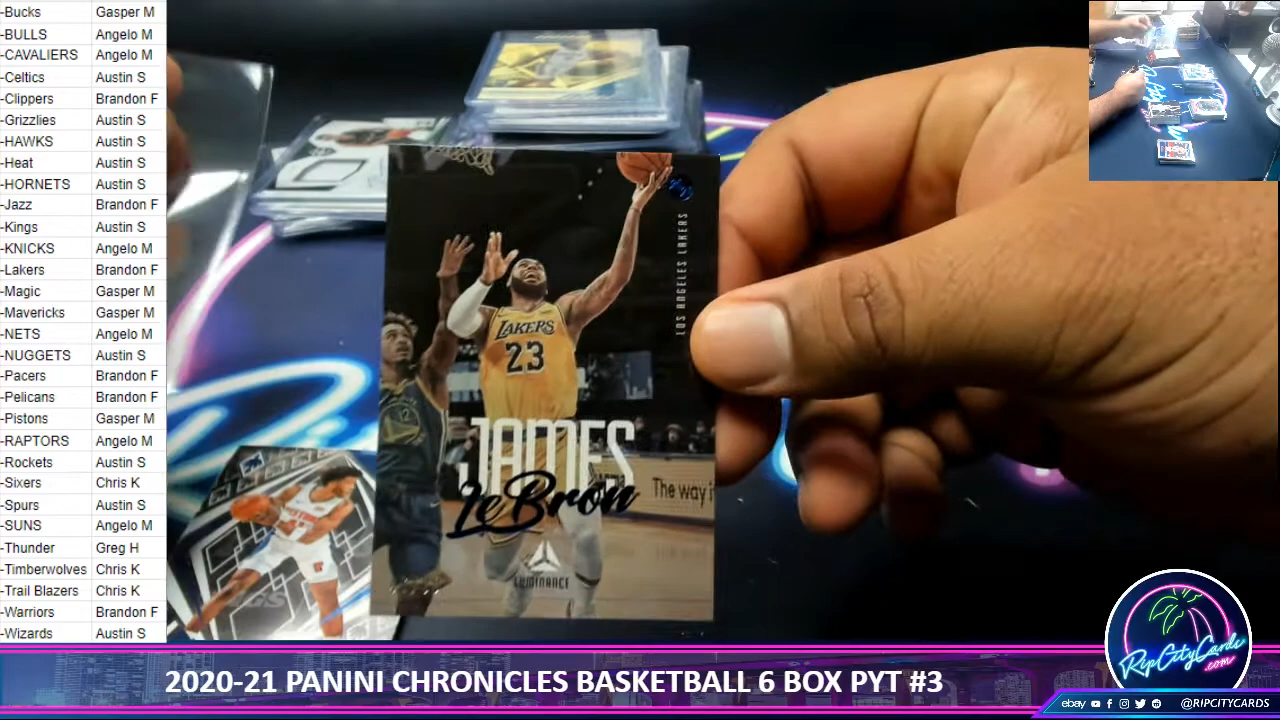 -Bucks Gasper M
-BULLS Angelo M
-CAVALIERS Angelo M
-Celtics Austin S
-Clippers Brandon F
-Grizzlies Austin S
-HAWKS Austin S
-Heat Austin S
-HORNETS Austin S
-Jazz Brandon F
-Kings Austin S
-KNICKS Angelo M
-Lakers Brandon F
-Magic Gasper M
-Mavericks Gasper M
-NETS Angelo M
-NUGGETS Austin S
-Pacers Brandon F
-Pelicans Brandon F
-Pistons Gasper M
-RAPTORS Angelo M
-Rockets Austin S
-Sixers Chris K
-Spurs Austin S
-SUNS Angelo M
-Thunder Greg H
-Timberwolves Chris K
-Trail Blazers Chris K
-Warriors Brandon F
-Wizards Austin S
LOS ANGELES LAKERS
LAKERS
23
JAMES
LeBron
The way i
LUMINANCE
2020-21 PANINI CHRONICLES BASKETBALL 6 BOX PYT #3
RipCityCards
.com
ebay @RIPCITYCARDS